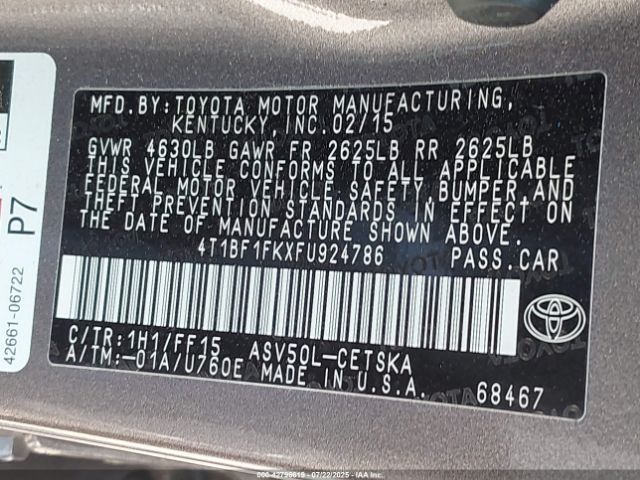 MFD.BY:TOYOTA MOTOR MANUFACTURING,
KENTUCKY, INC.02/15
GVWR 4630LB GAWR FR 2625LB RR 2625LB
THIS VEHICLE CONFORMS TO ALL APPLICABLE
FEDERAL MOTOR VEHICLE SAFETY,BUMPER,AND
THEFT PREVENTION STANDARDS IN EFFECT ON
THE DATE OF MANUFACTURE SHOWN ABOVE.
4T1BF1FKXFU924786 PASS.CAR
C/TR:1H1/FF15 ASV50L-CETSKA
A/TM:-01A/U760E MADE IN U.S.A.
68467
TOYOTA
P7
42661-06722
000-42796619 - 07/22/2025 -